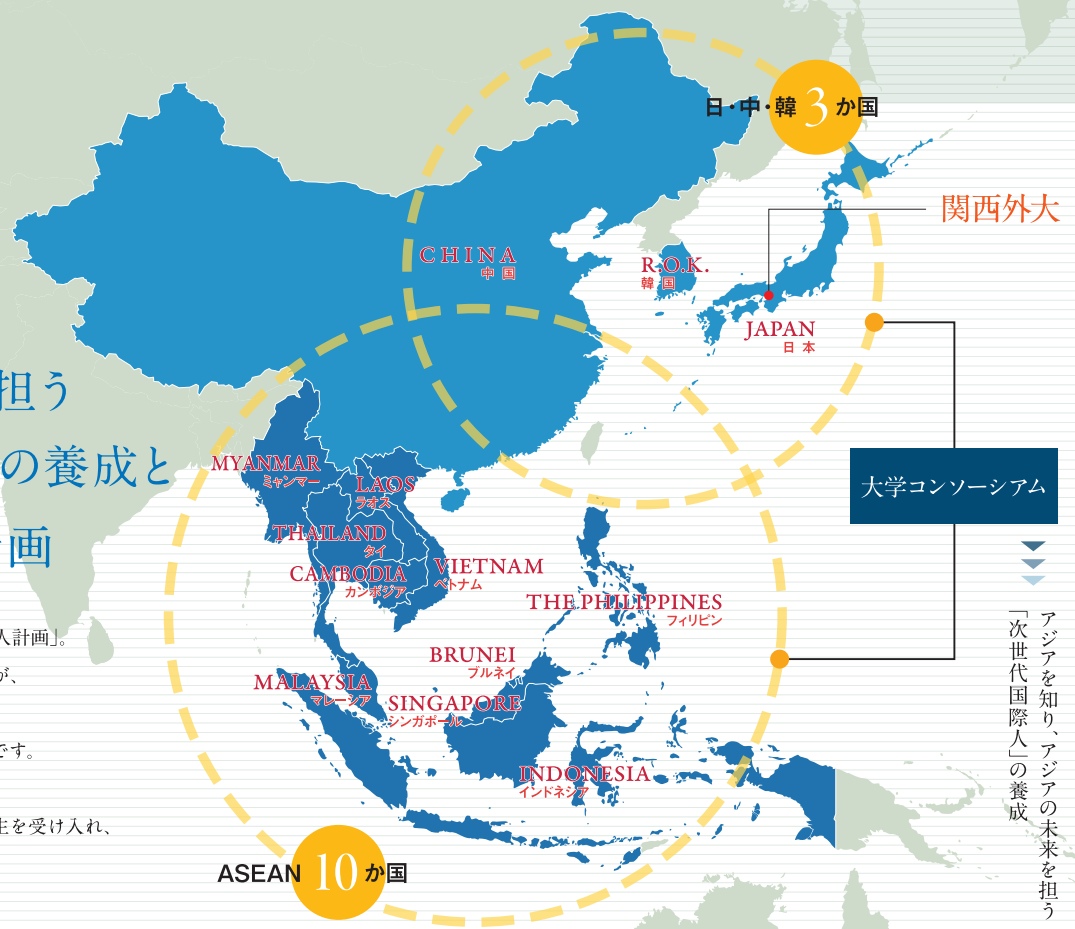 日・中・韓 3 か国
関西外大
CHINA
中国
R.O.K.
韓国
JAPAN
日本
担う
の養成と
画
大学コンソーシアム
MYANMAR
ミャンマー
LAOS
ラオス
THAILAND
タイ
CAMBODIA
カンボジア
VIETNAM
ベトナム
THE PHILIPPINES
フィリピン
BRUNEI
ブルネイ
MALAYSIA
マレーシア
SINGAPORE
シンガポール
INDONESIA
インドネシア
人計画」。
が、
です。
生を受け入れ、
ASEAN 10 か国
アジアを知り、アジアの未来を担う
「次世代国際人」の養成